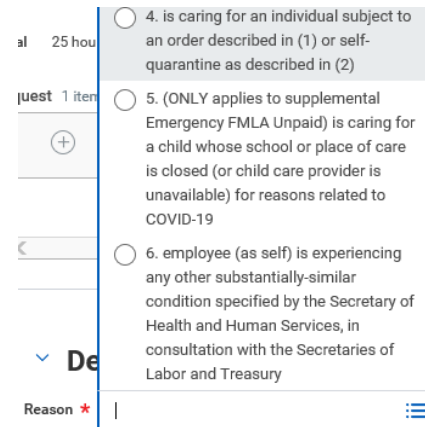 4. is caring for an individual subject to
al 25 hou
an order described in (1) or self-
quarantine as described in (2)
quest 1 item
5. (ONLY applies to supplemental
Emergency FMLA Unpaid) is caring for
a child whose school or place of care
is closed (or child care provider is
unavailable) for reasons related to
COVID-19
6. employee (as self) is experiencing
any other substantially-similar
condition specified by the Secretary of
Health and Human Services, in
consultation with the Secretaries of
Labor and Treasury
De
Reason *